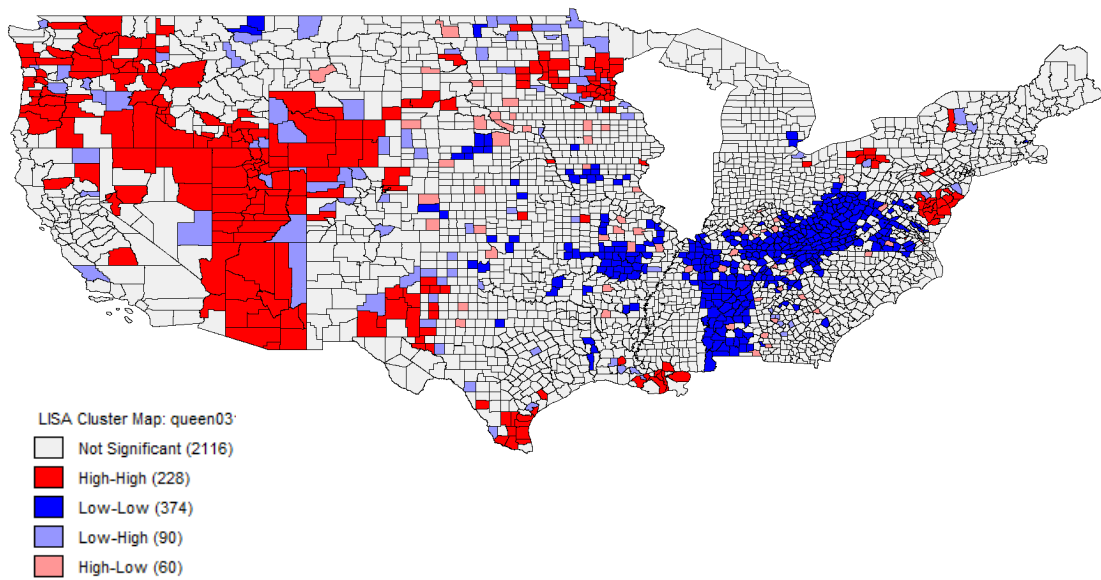 LISA Cluster Map: queen03
Not Significant (2116)
High-High (228)
Low-Low (374)
Low-High (90)
High-Low (60)